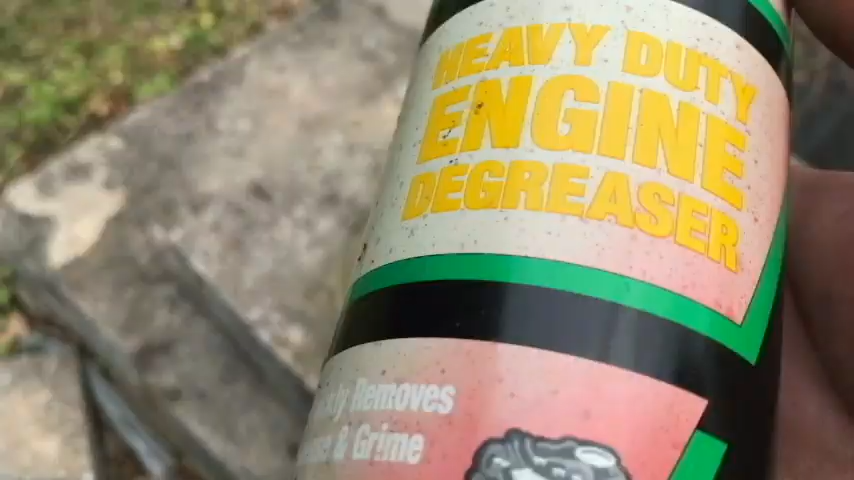 HEAVY DUTY
ENGINE
DEGREASER
Removes
& Grime